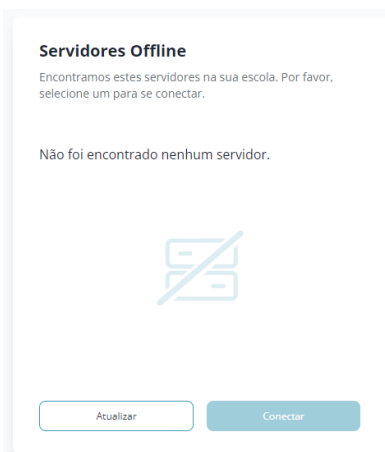 Servidores Offline
Encontramos estes servidores na sua escola. Por favor,
selecione um para se conectar.
Não foi encontrado nenhum servidor.
Atualizar
Conectar